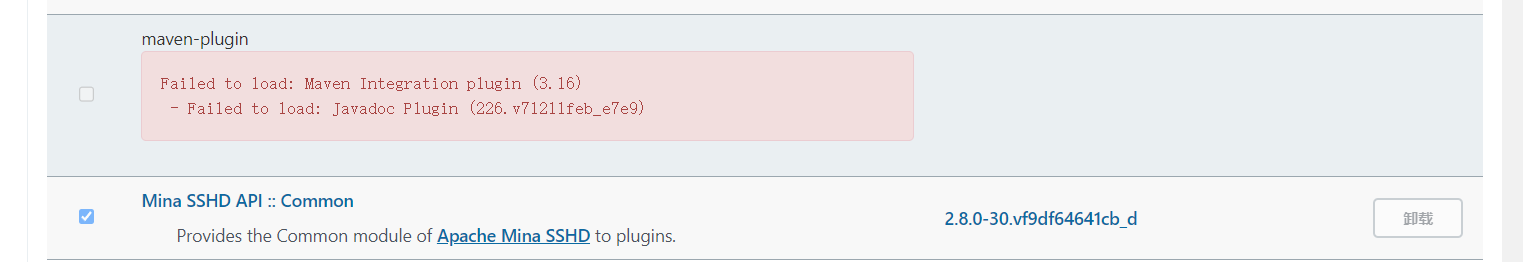 maven-plugin
Failed to load: Maven Integration plugin (3.16)
- Failed to load: Javadoc Plugin (226.v71211feb_e7e9)
Mina SSHD API :: Common
Provides the Common module of Apache Mina SSHD to plugins.
2.8.0-30.vf9df64641cb_d
卸载